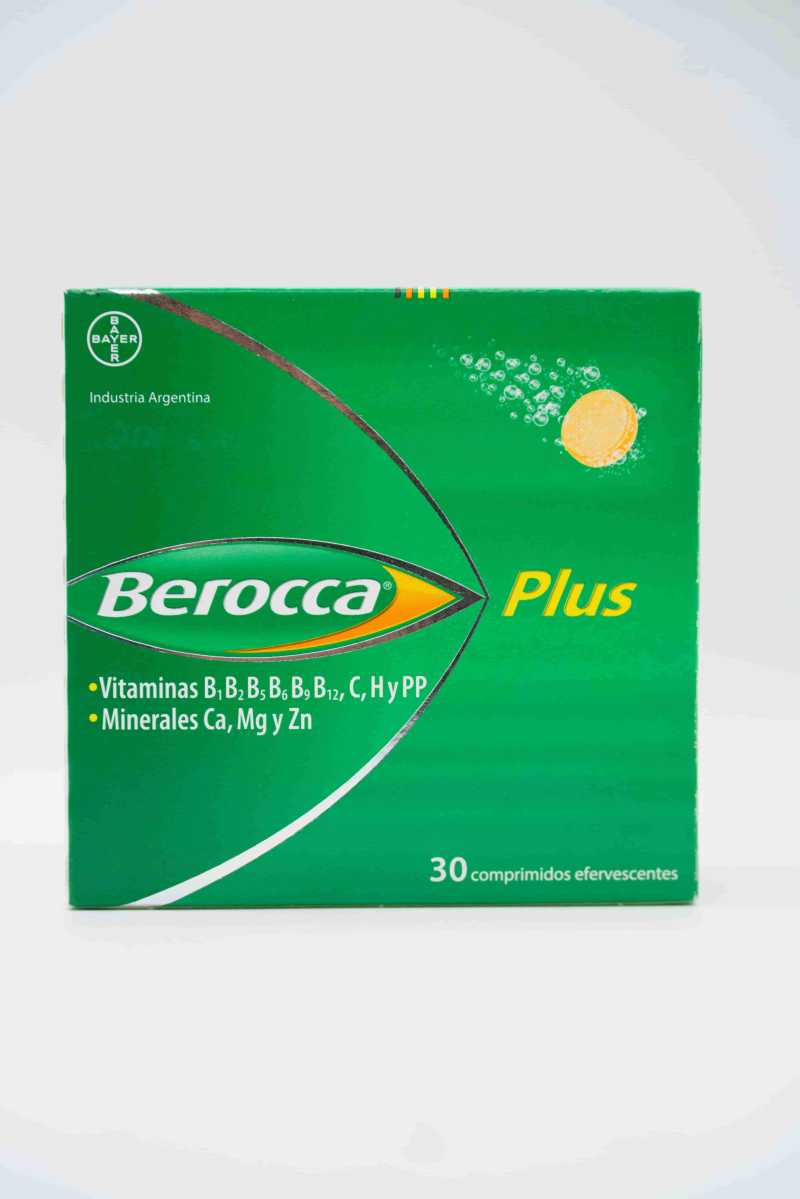 BAYER
BAYER
Industria Argentina
Berocca®
Plus
•Vitaminas B₁ B₂ B₅ B₆ B₉ B₁₂, C, H y PP
•Minerales Ca, Mg y Zn
30 comprimidos efervescentes